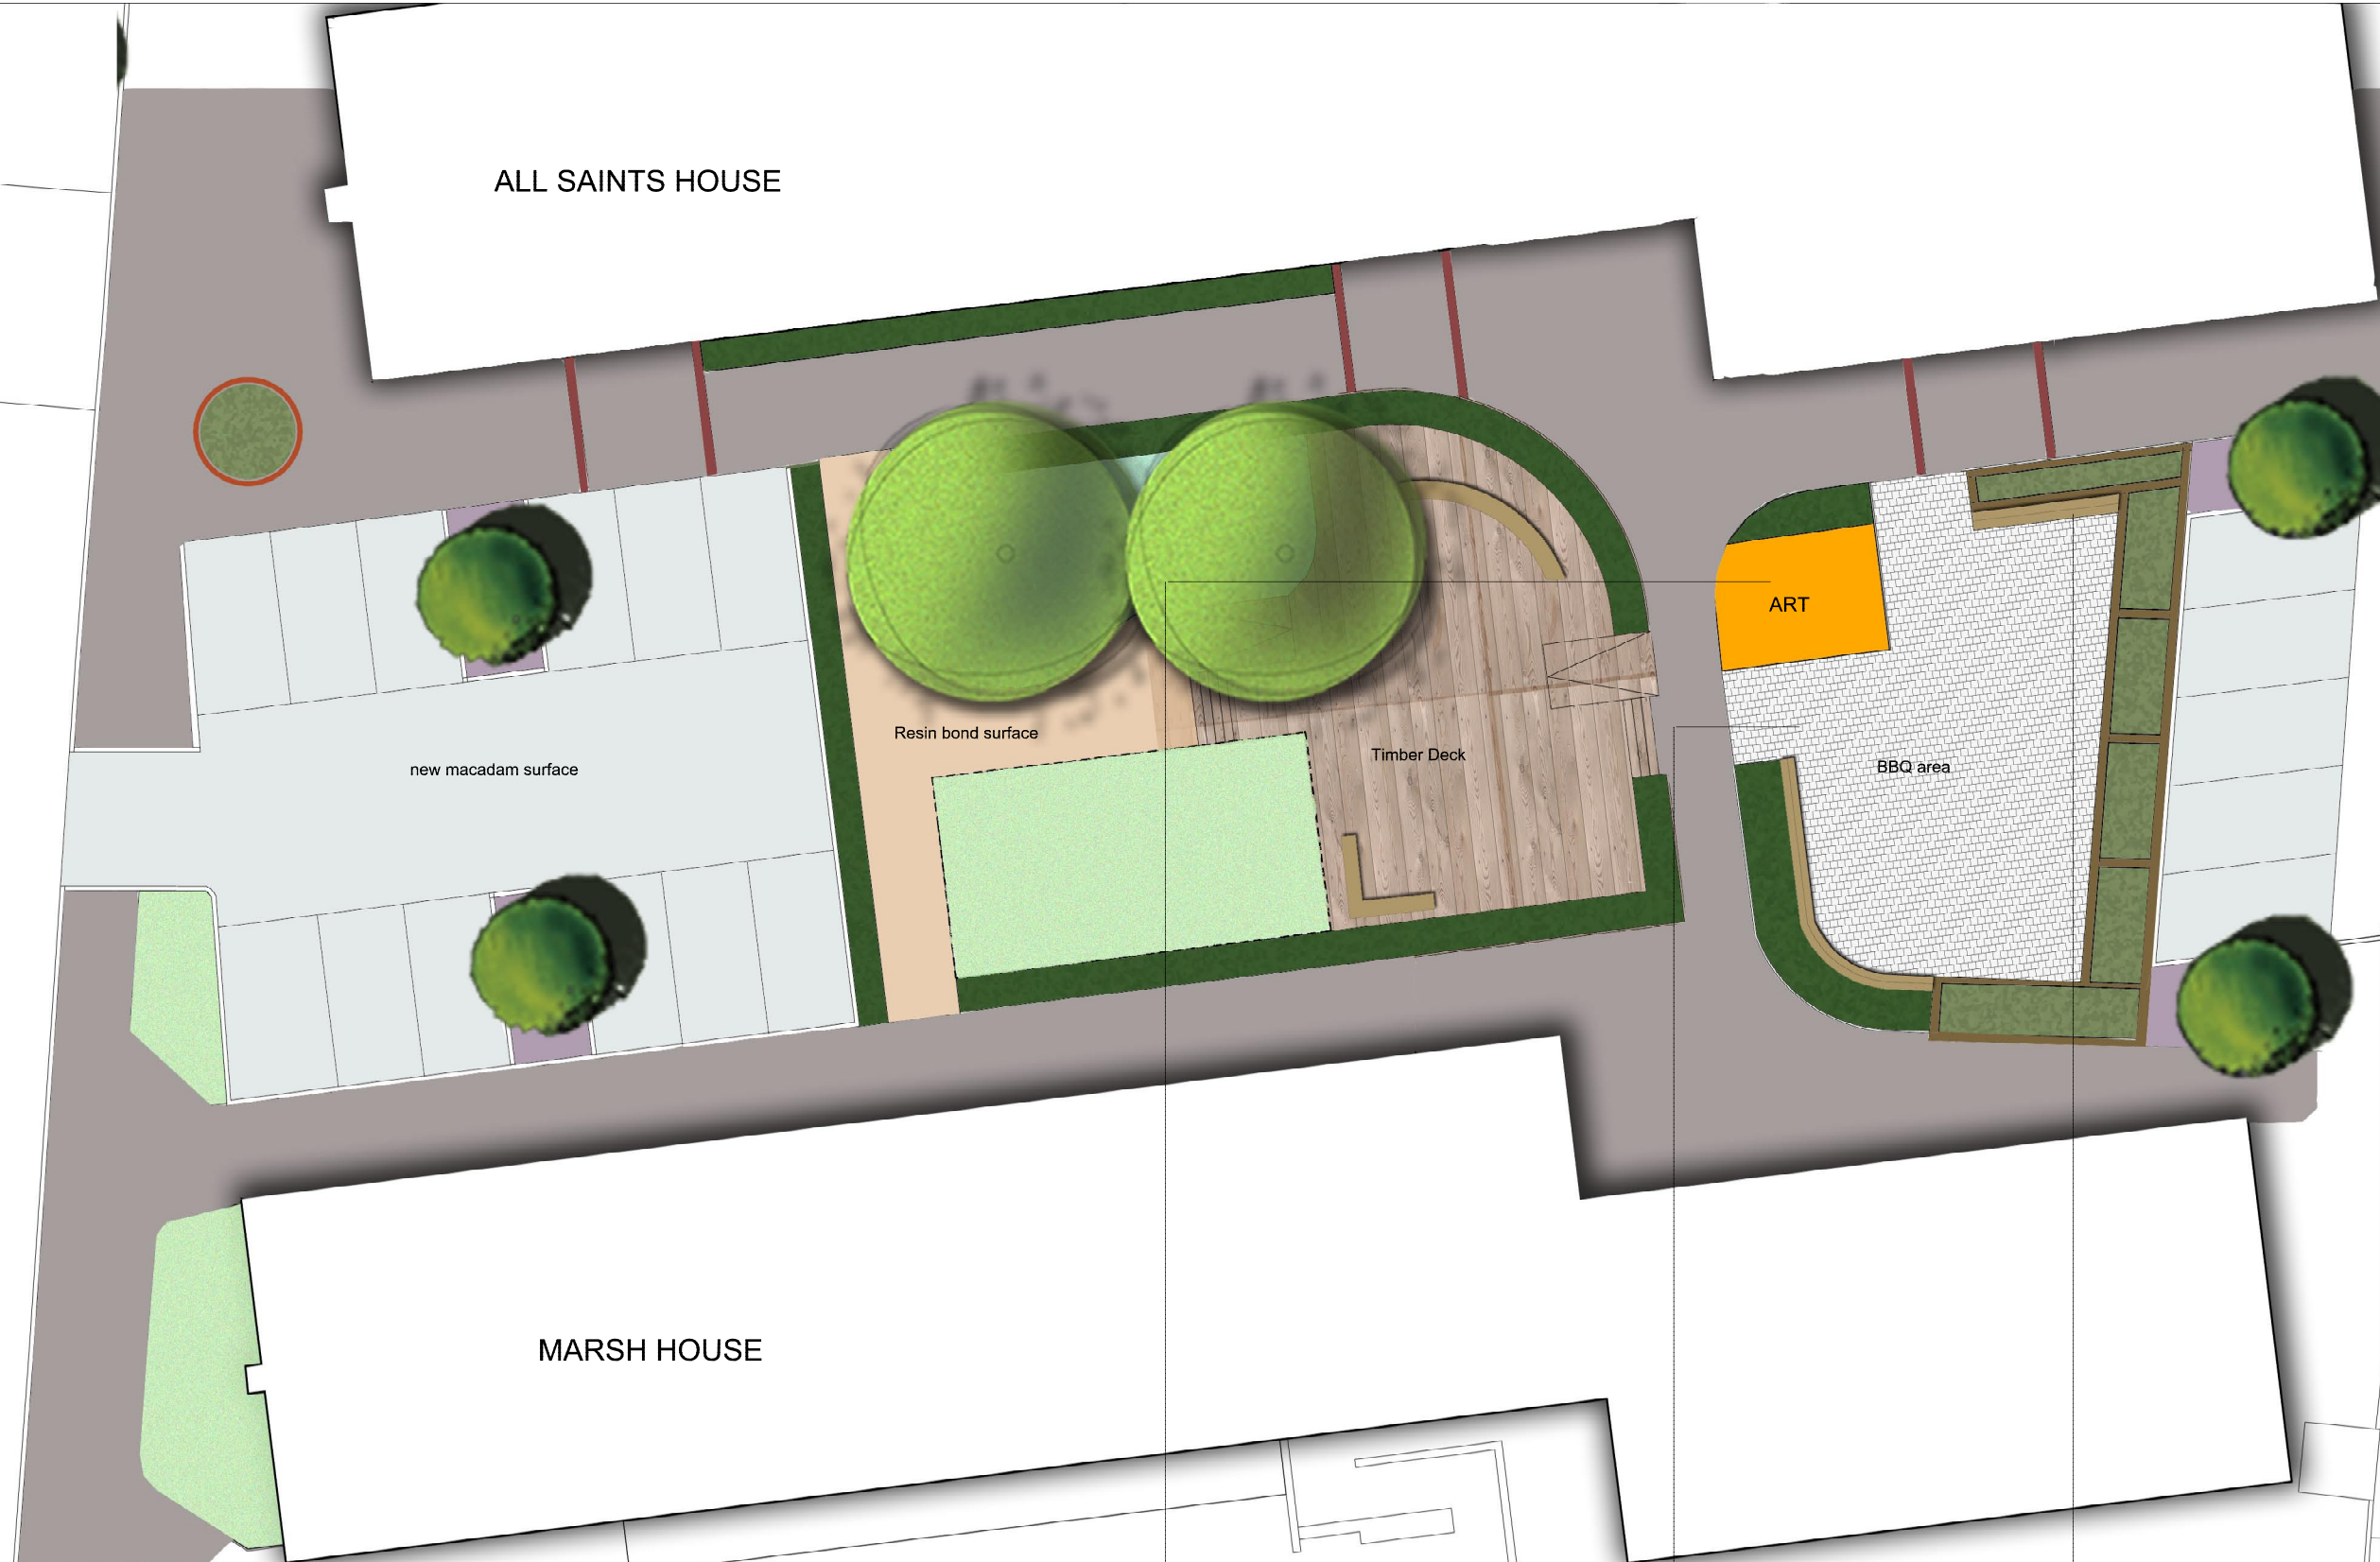 ALL SAINTS HOUSE
ART
Resin bond surface
Timber Deck
new macadam surface
BBQ area
MARSH HOUSE